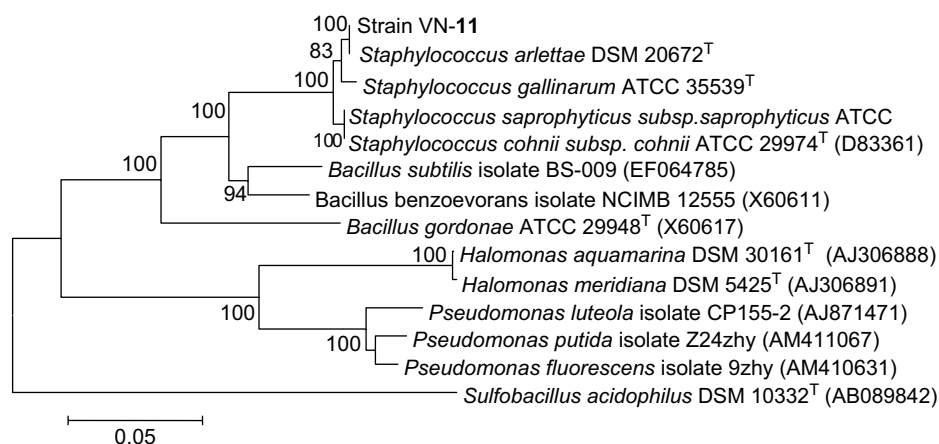 100 Strain VN-11
83 Staphylococcus arlettae DSM 20672T
100 Staphylococcus gallinarum ATCC 35539T
100 Staphylococcus saprophyticus subsp.saprophyticus ATCC
100 Staphylococcus cohnii subsp. cohnii ATCC 29974T (D83361)
100 Bacillus subtilis isolate BS-009 (EF064785)
94 Bacillus benzoevorans isolate NCIMB 12555 (X60611)
Bacillus gordonae ATCC 29948T (X60617)
100 Halomonas aquamarina DSM 30161T (AJ306888)
Halomonas meridiana DSM 5425T (AJ306891)
100 Pseudomonas luteola isolate CP155-2 (AJ871471)
Pseudomonas putida isolate Z24zhy (AM411067)
100 Pseudomonas fluorescens isolate 9zhy (AM410631)
Sulfobacillus acidophilus DSM 10332T (AB089842)
0.05